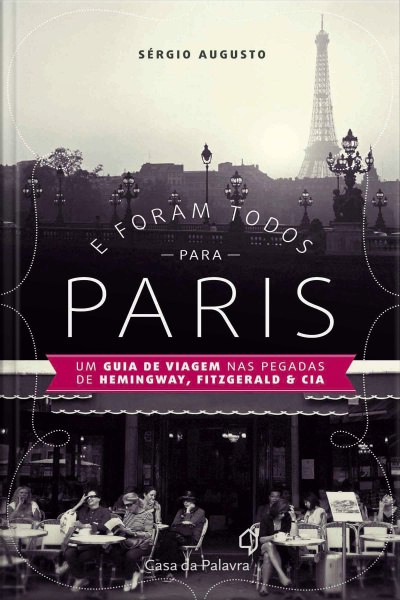 SÉRGIO AUGUSTO
E FORAM TODOS
PARA
PARIS
UM GUIA DE VIAGEM NAS PEGADAS
DE HEMINGWAY, FITZGERALD & CIA
Casa da Palavra